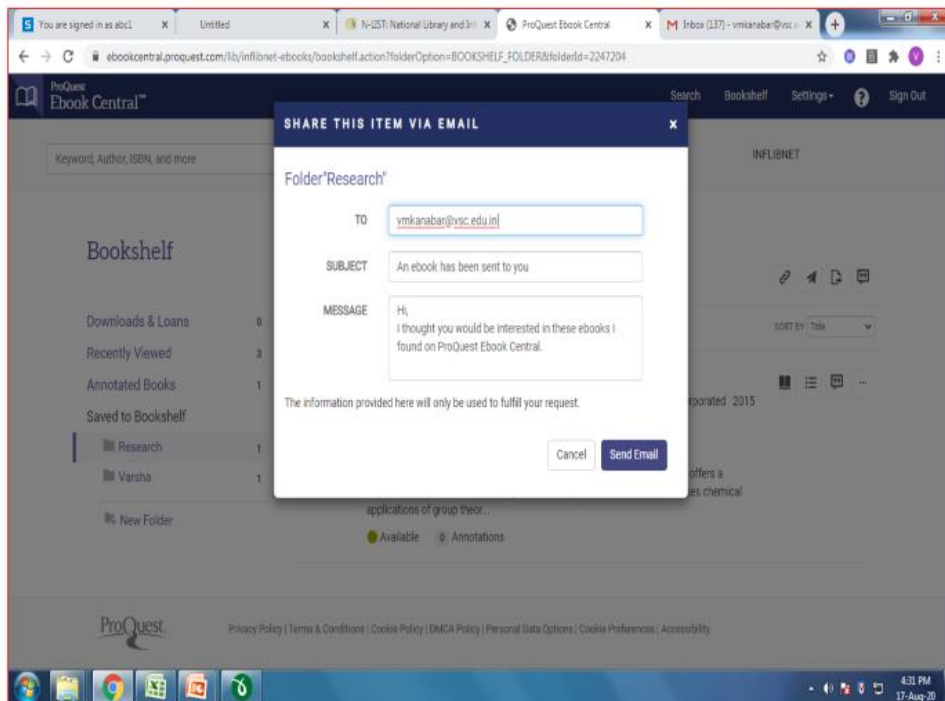 You are signed in as abc1
Untitled
N-LIST: National Library and In
ProQuest Ebook Central
Inbox (137) - vmkanabar@vsc.e
ebookcentral.proquest.com/lib/inflibnet-ebooks/bookshelf.action?folderOption=BOOKSHELF_FOLDER&folderId=2247204
ProQuest
Ebook Central™
Search Bookshelf Settings Sign Out
SHARE THIS ITEM VIA EMAIL x
Keyword, Author, ISBN, and more
INFLIBNET
Folder"Research"
TO vmkanabar@vsc.edu.in
SUBJECT An ebook has been sent to you
MESSAGE Hi,
I thought you would be interested in these ebooks I
found on ProQuest Ebook Central.
The information provided here will only be used to fulfill your request.
Cancel Send Email
Bookshelf
Downloads & Loans 0
Recently Viewed 3
Annotated Books 1
Saved to Bookshelf
Research 1
Varsha 1
New Folder
SORT BY Title
rporated 2015
offers a
es chemical
applications of group theor...
Available 0 Annotations
ProQuest
Privacy Policy | Terms & Conditions | Cookie Policy | DMCA Policy | Personal Data Options | Cookie Preferences | Accessibility
4:31 PM
17-Aug-20